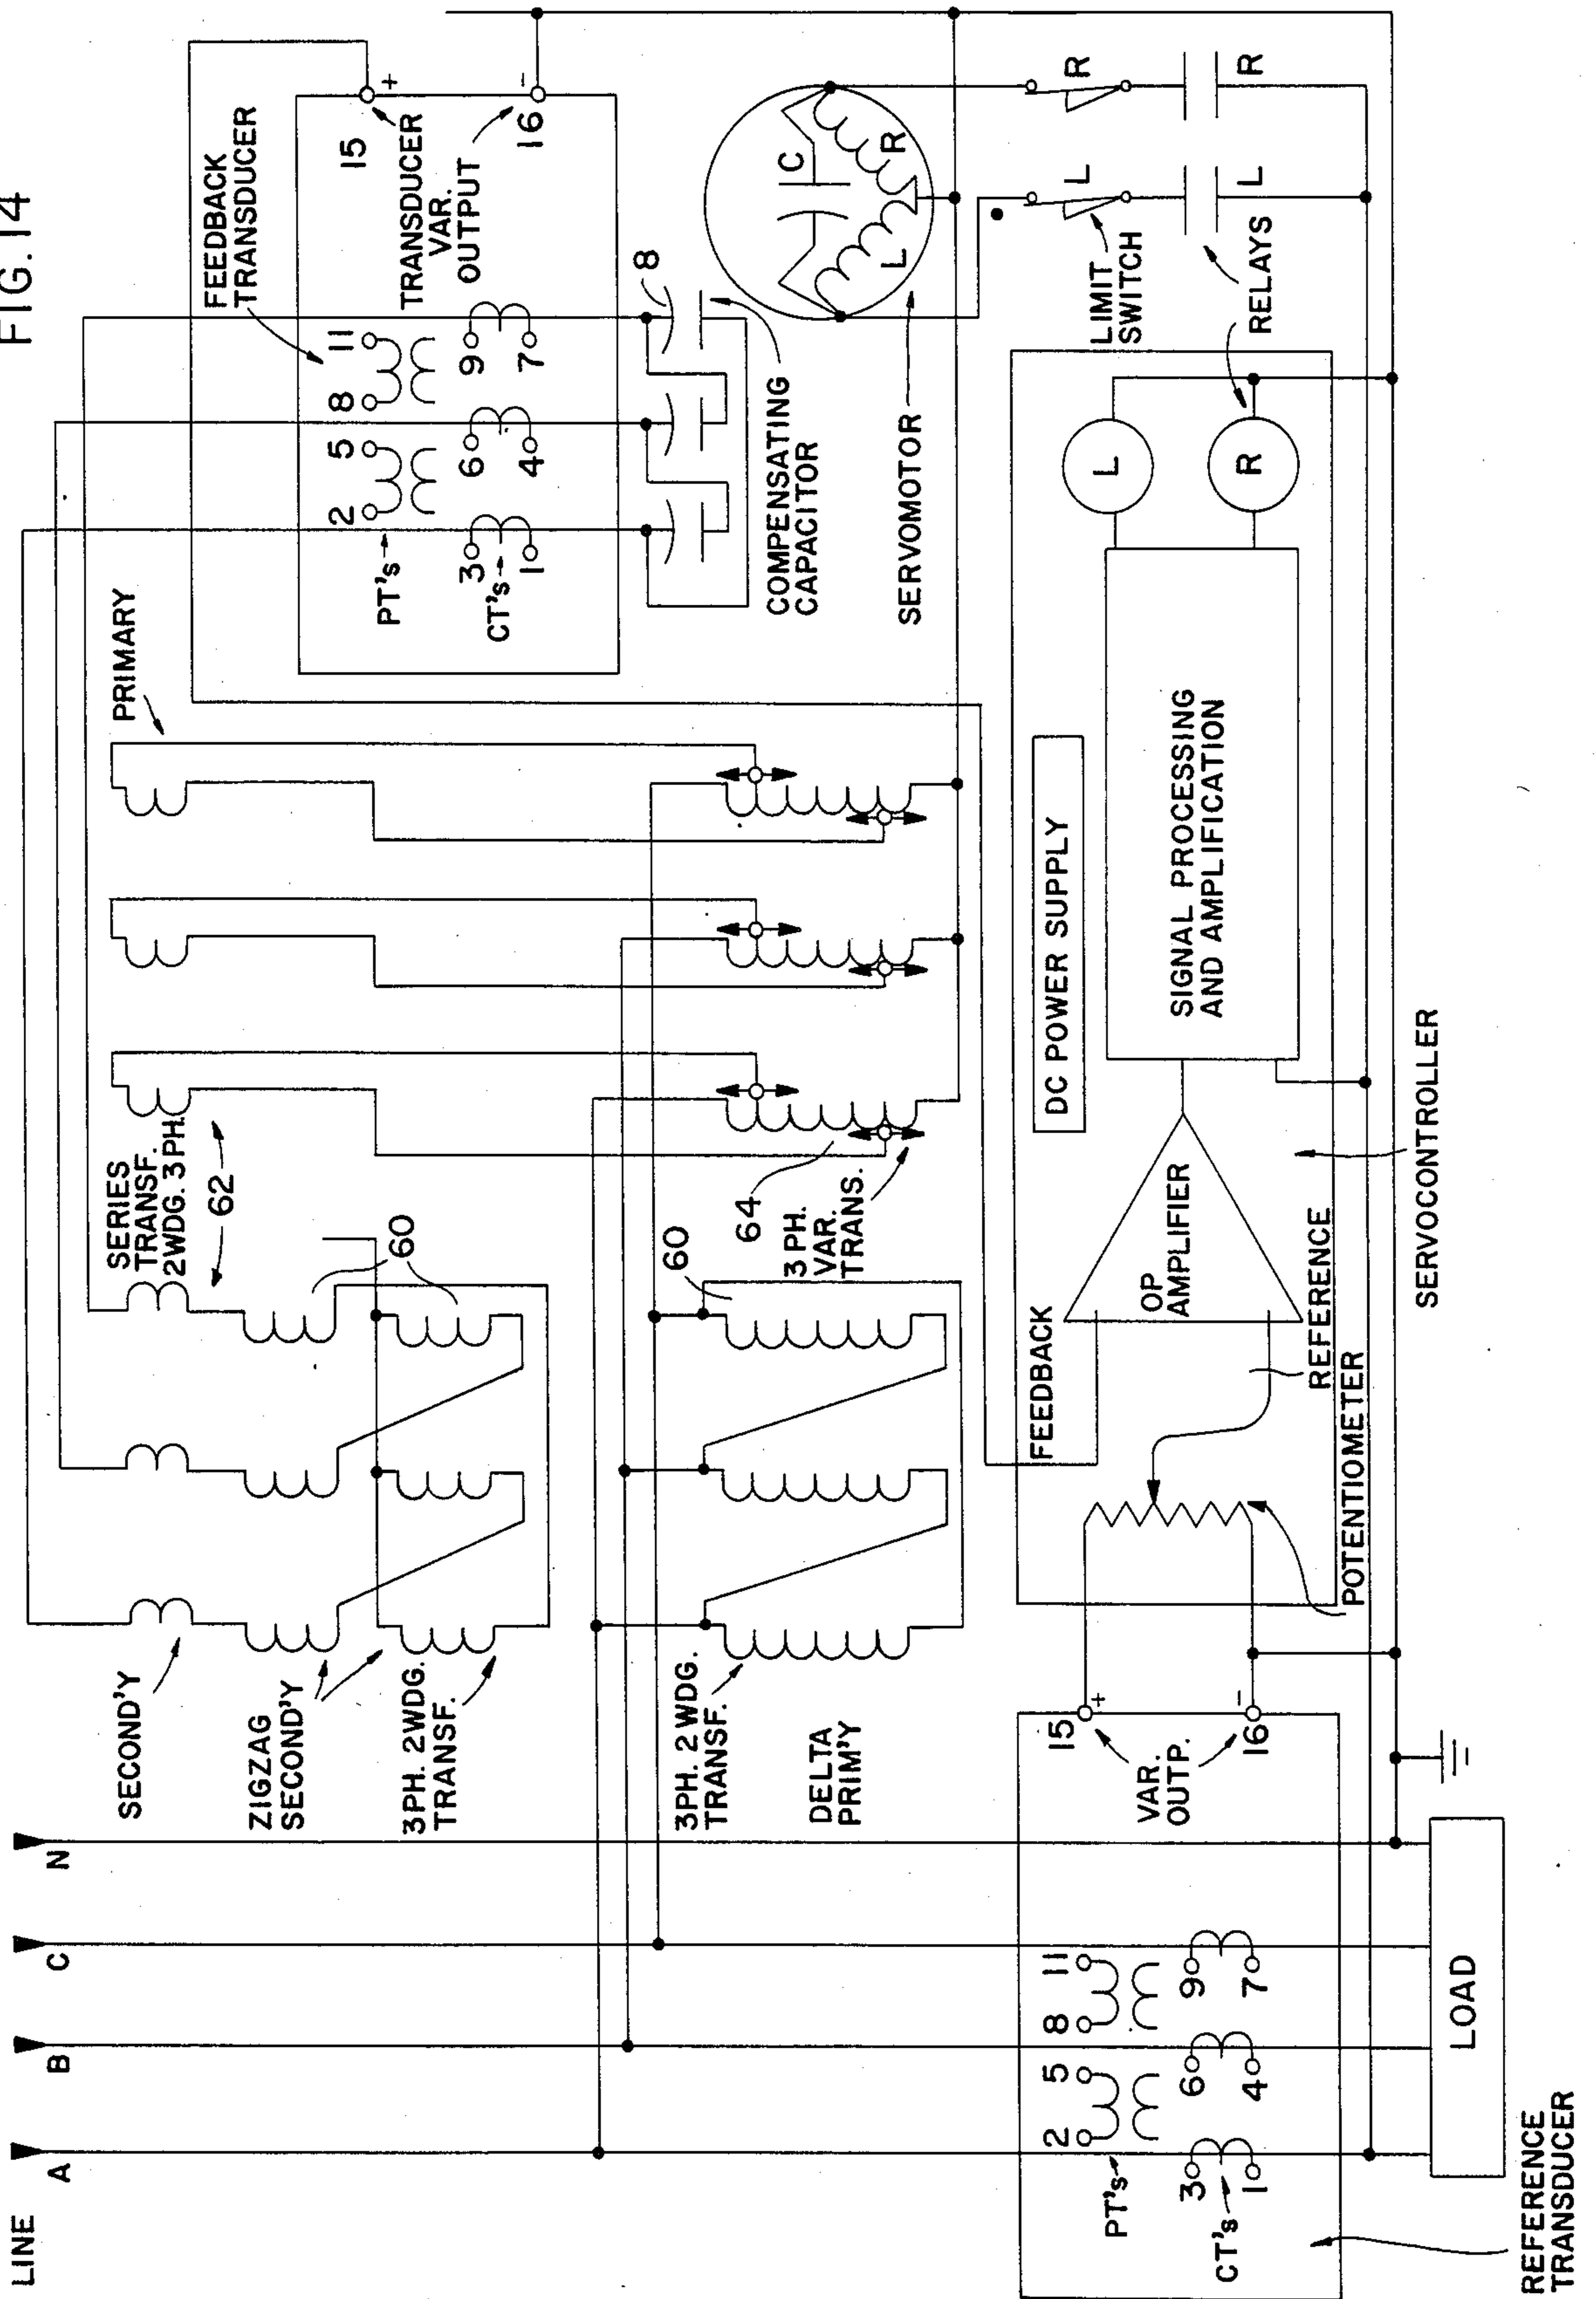 FIG. 14
LINE
A
B
C
N
SECOND'Y
ZIGZAG
SECOND'Y
3PH. 2WDG.
TRANSF.
SERIES
TRANSF.
2WDG. 3PH.
62
60
PRIMARY
3PH. 2WDG.
TRANSF.
DELTA
PRIM'Y
60
64
3 PH.
VAR.
TRANS.
FEEDBACK
TRANSDUCER
15
+
TRANSDUCER
VAR.
OUTPUT
16
-
PT's
2
5
8
11
CT's
3
1
6
4
9
7
8
COMPENSATING
CAPACITOR
SERVOMOTOR
C
L
R
LIMIT
SWITCH
L
R
RELAYS
L
R
REFERENCE
TRANSDUCER
PT's
2
5
8
11
CT's
3
1
6
4
9
7
15
+
VAR.
OUTP.
16
-
LOAD
POTENTIOMETER
FEEDBACK
REFERENCE
OP
AMPLIFIER
DC POWER SUPPLY
SIGNAL PROCESSING
AND AMPLIFICATION
L
R
SERVOCONTROLLER